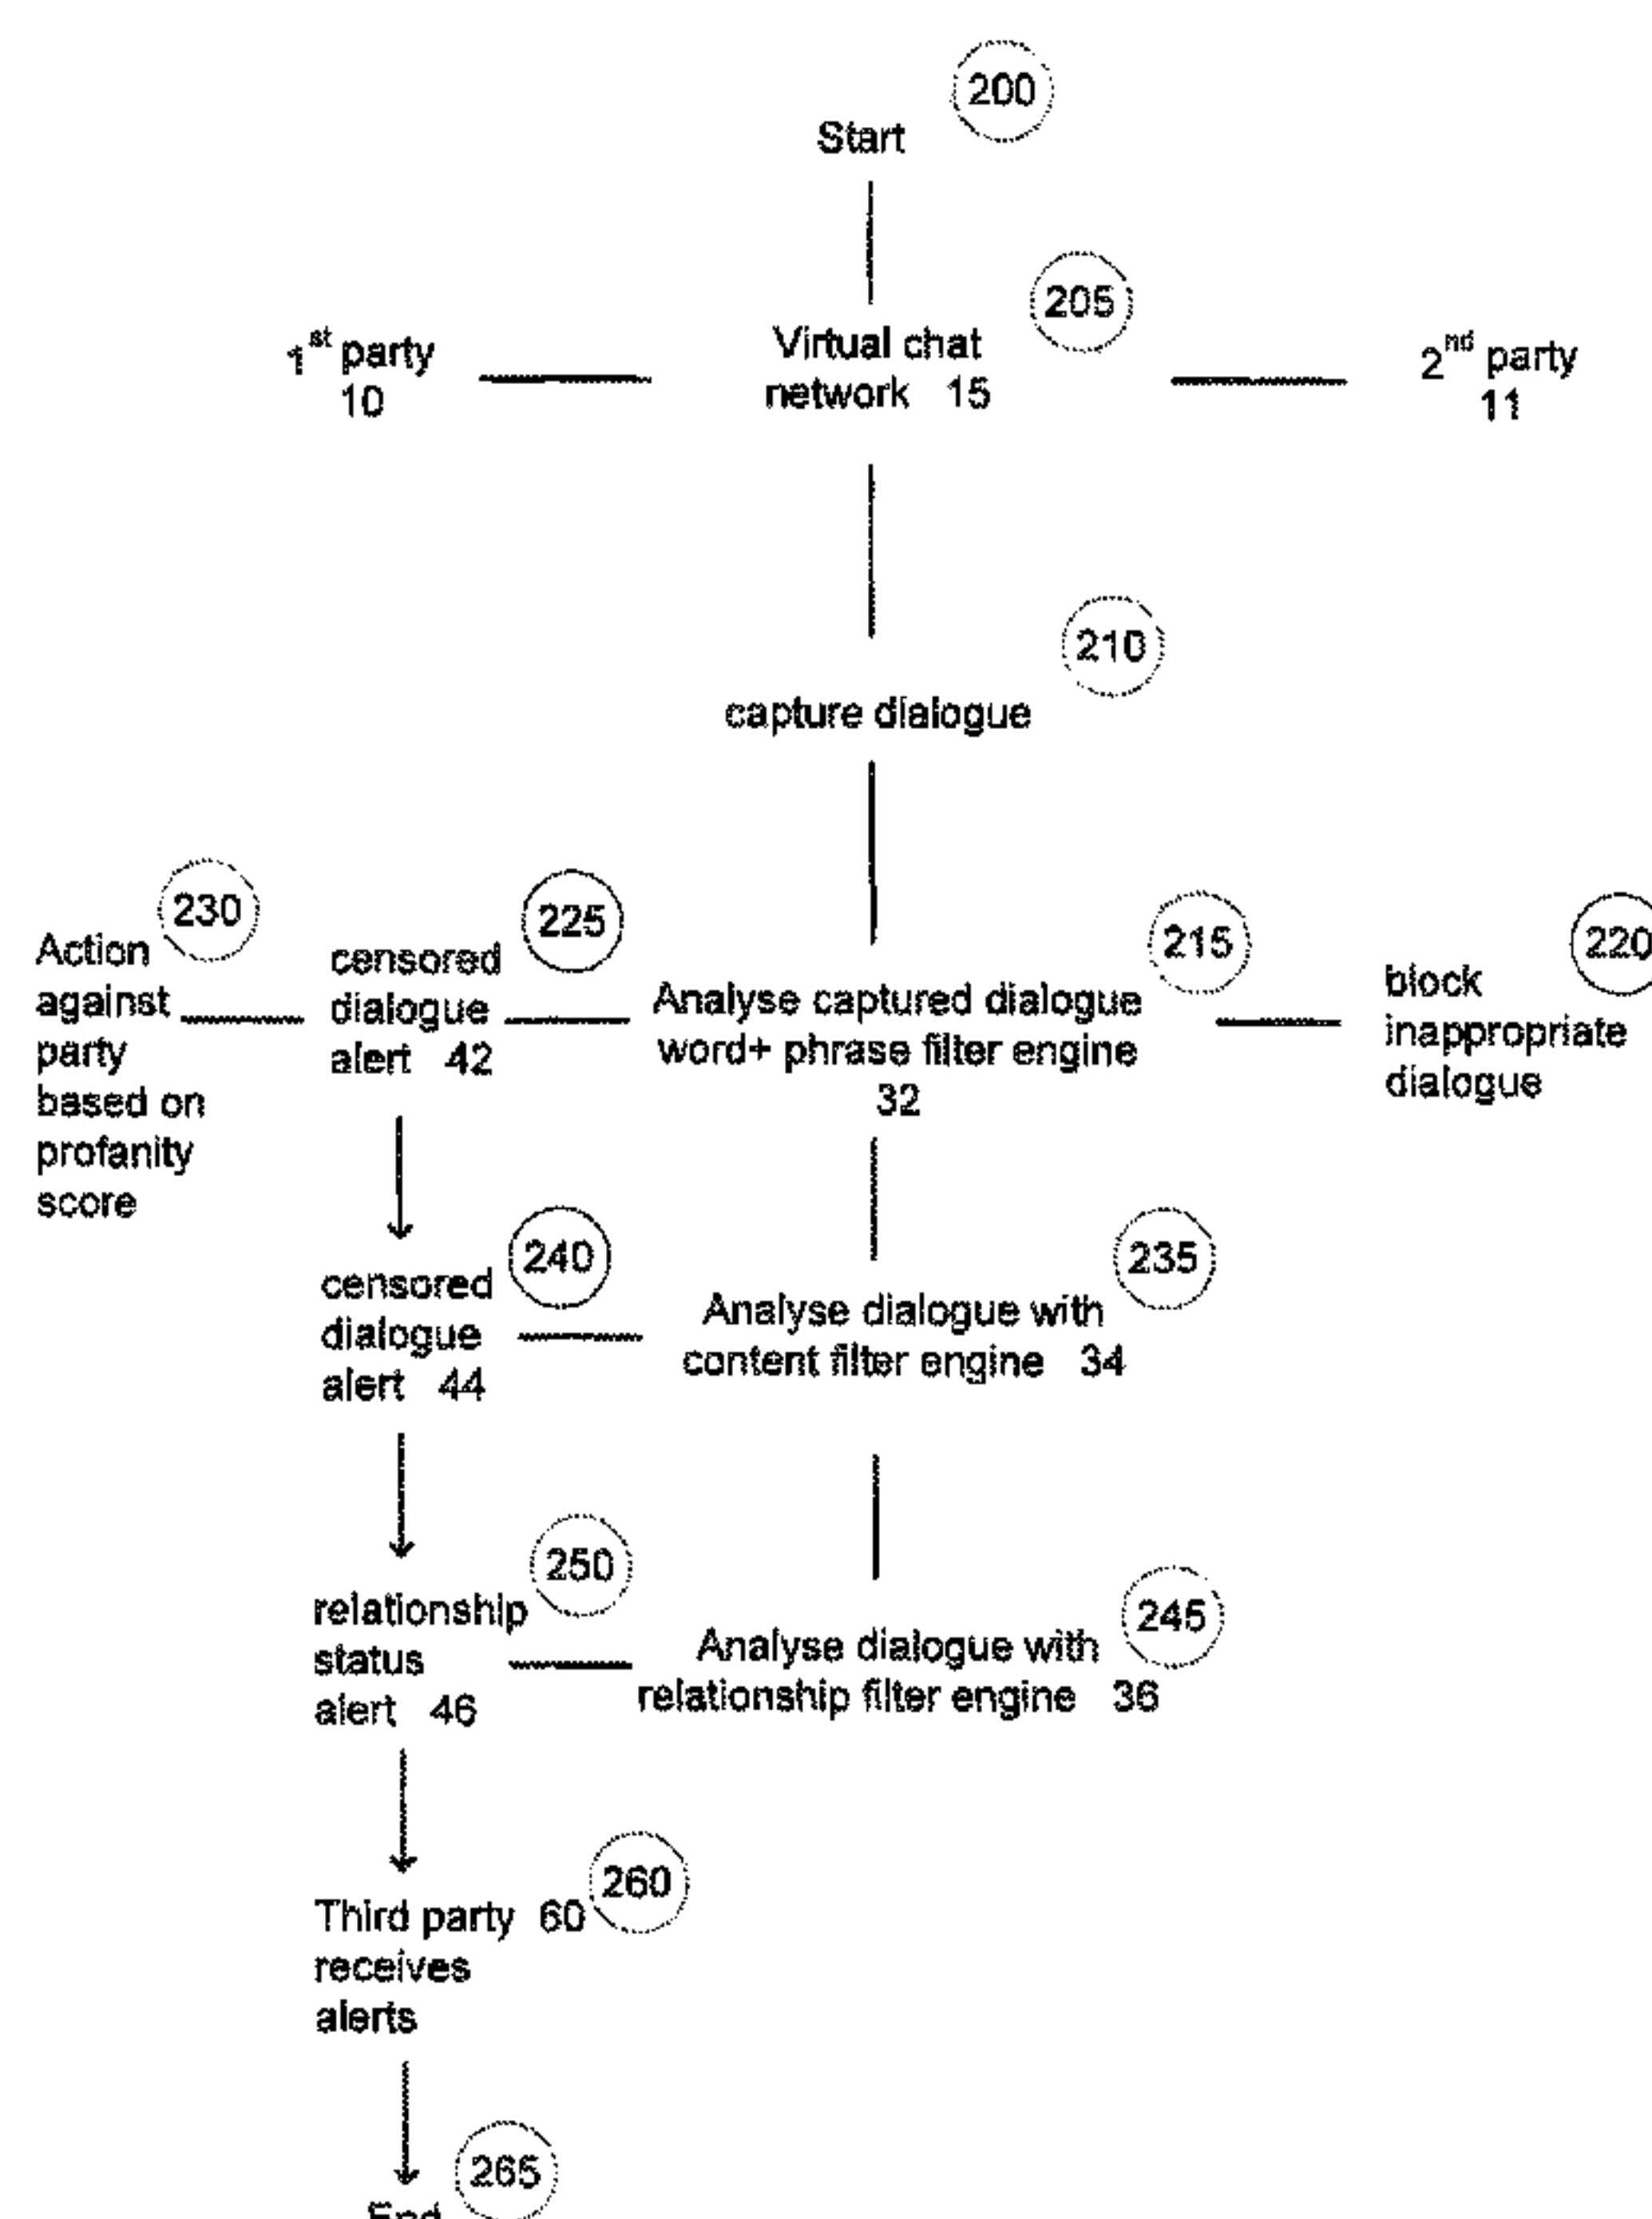 200
Start
205
1st party
10
Virtual chat
network 15
2nd party
11
210
capture dialogue
230
Action
against
party
based on
profanity
score
225
censored
dialogue
alert 42
215
Analyse captured dialogue
word+ phrase filter engine
32
220
block
inappropriate
dialogue
240
censored
dialogue
alert 44
235
Analyse dialogue with
content filter engine 34
250
relationship
status
alert 46
245
Analyse dialogue with
relationship filter engine 36
260
Third party 60
receives
alerts
265
End